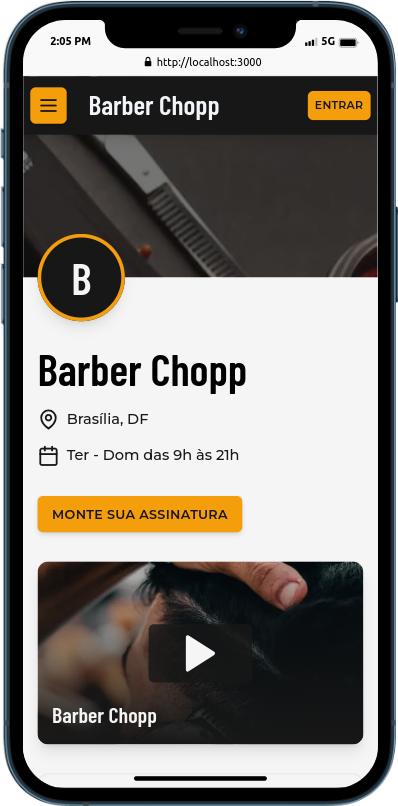 2:05 PM
5G
http://localhost:3000
Barber Chopp
ENTRAR
B
Barber Chopp
Brasília, DF
Ter - Dom das 9h às 21h
MONTE SUA ASSINATURA
Barber Chopp